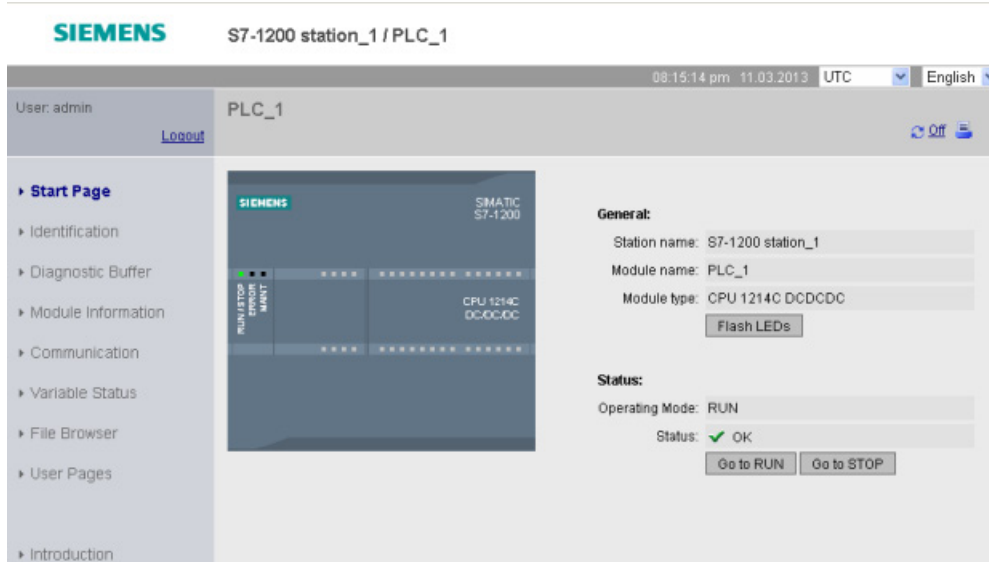 SIEMENS
S7-1200 station_1 / PLC_1
08:15:14 pm 11.03.2013 UTC English
User: admin
Logout
PLC_1
Off
Start Page
Identification
Diagnostic Buffer
Module Information
Communication
Variable Status
File Browser
User Pages
Introduction
SIEMENS
SIMATIC
S7-1200
RUN / STOP
ERROR
MAINT
CPU 1214C
DC/DC/DC
General:
Station name: S7-1200 station_1
Module name: PLC_1
Module type: CPU 1214C DCDCDC
Flash LEDs
Status:
Operating Mode: RUN
Status: OK
Go to RUN Go to STOP